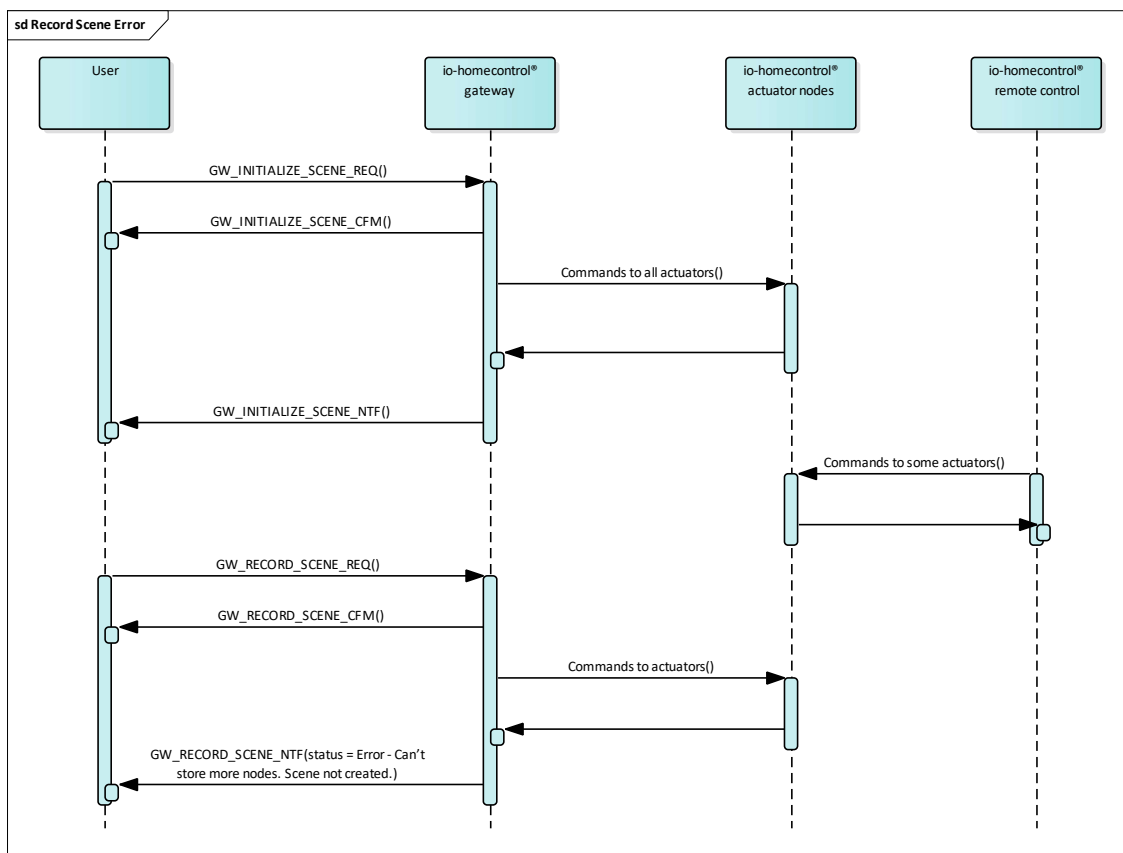 sd Record Scene Error
User
io-homecontrol®
gateway
io-homecontrol®
actuator nodes
io-homecontrol®
remote control
GW_INITIALIZE_SCENE_REQ()
GW_INITIALIZE_SCENE_CFM()
Commands to all actuators()
GW_INITIALIZE_SCENE_NTF()
Commands to some actuators()
GW_RECORD_SCENE_REQ()
GW_RECORD_SCENE_CFM()
Commands to actuators()
GW_RECORD_SCENE_NTF(status = Error - Can’t
store more nodes. Scene not created.)